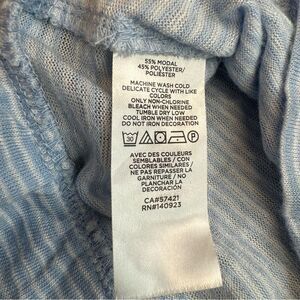 55% MODAL
45% POLYESTER/
POLIÉSTER
MACHINE WASH COLD
DELICATE CYCLE WITH LIKE
COLORS
ONLY NON-CHLORINE
BLEACH WHEN NEEDED
TUMBLE DRY LOW
COOL IRON WHEN NEEDED
DO NOT IRON DECORATION
30
P
AVEC DES COULEURS
SEMBLABLES / CON
COLORES SIMILARES /
NE PAS REPASSER LA
GARNITURE / NO
PLANCHAR LA
DECORACIÓN
CA#57421
RN#140923